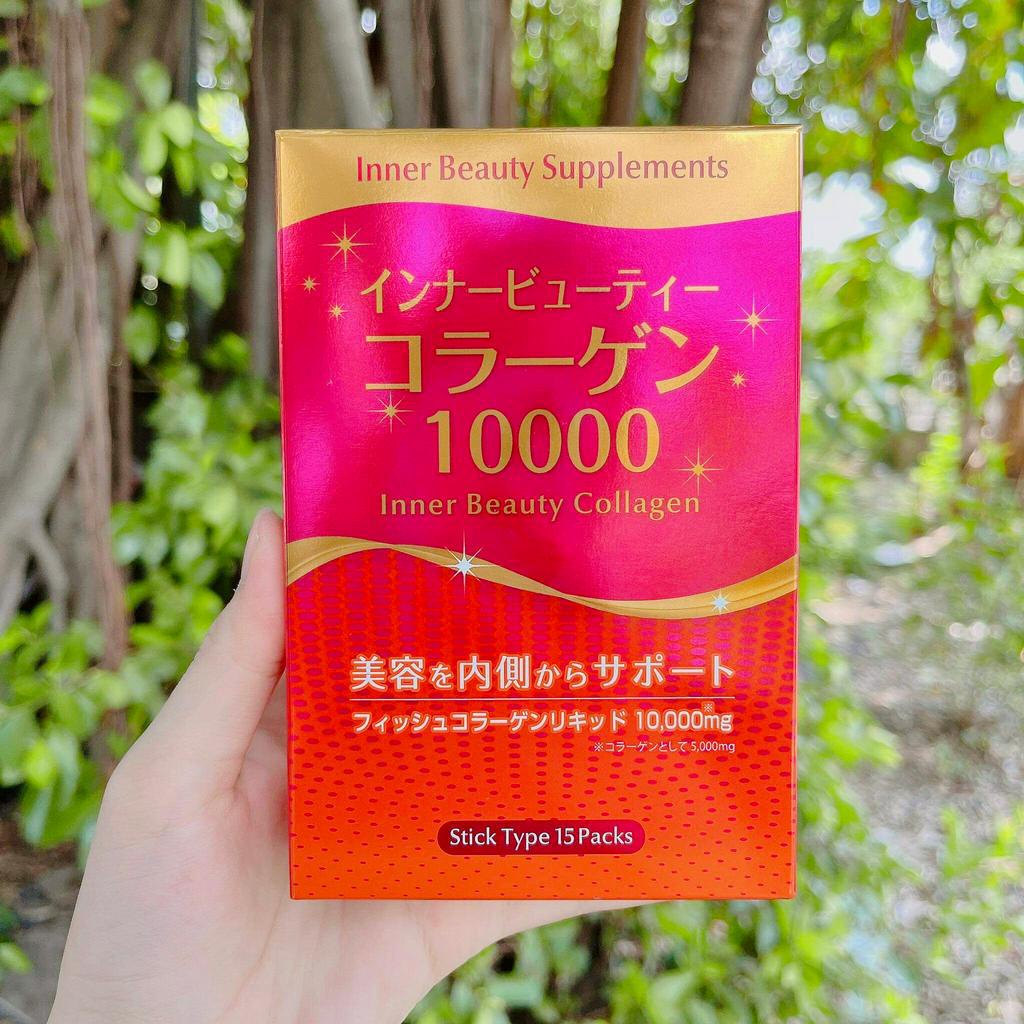 Inner Beauty Supplements
インナービューティー
コラーゲン
10000
Inner Beauty Collagen
美容を内側からサポート
フィッシュコラーゲンリキッド 10,000mg※
※コラーゲンとして 5,000mg
Stick Type 15 Packs